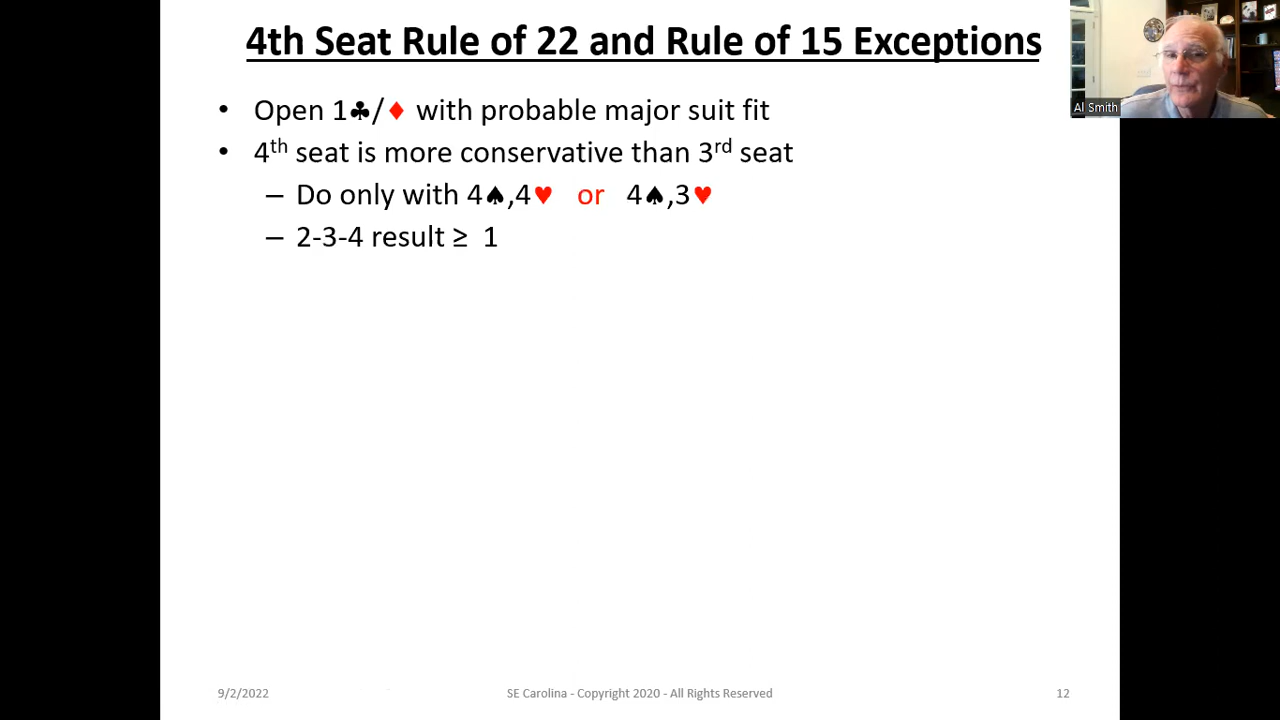 4th Seat Rule of 22 and Rule of 15 Exceptions
Al Smith
• Open 1♣/♦ with probable major suit fit
• 4th seat is more conservative than 3rd seat
– Do only with 4♠,4♥ or 4♠,3♥
– 2-3-4 result ≥ 1
9/2/2022
SE Carolina - Copyright 2020 - All Rights Reserved
12